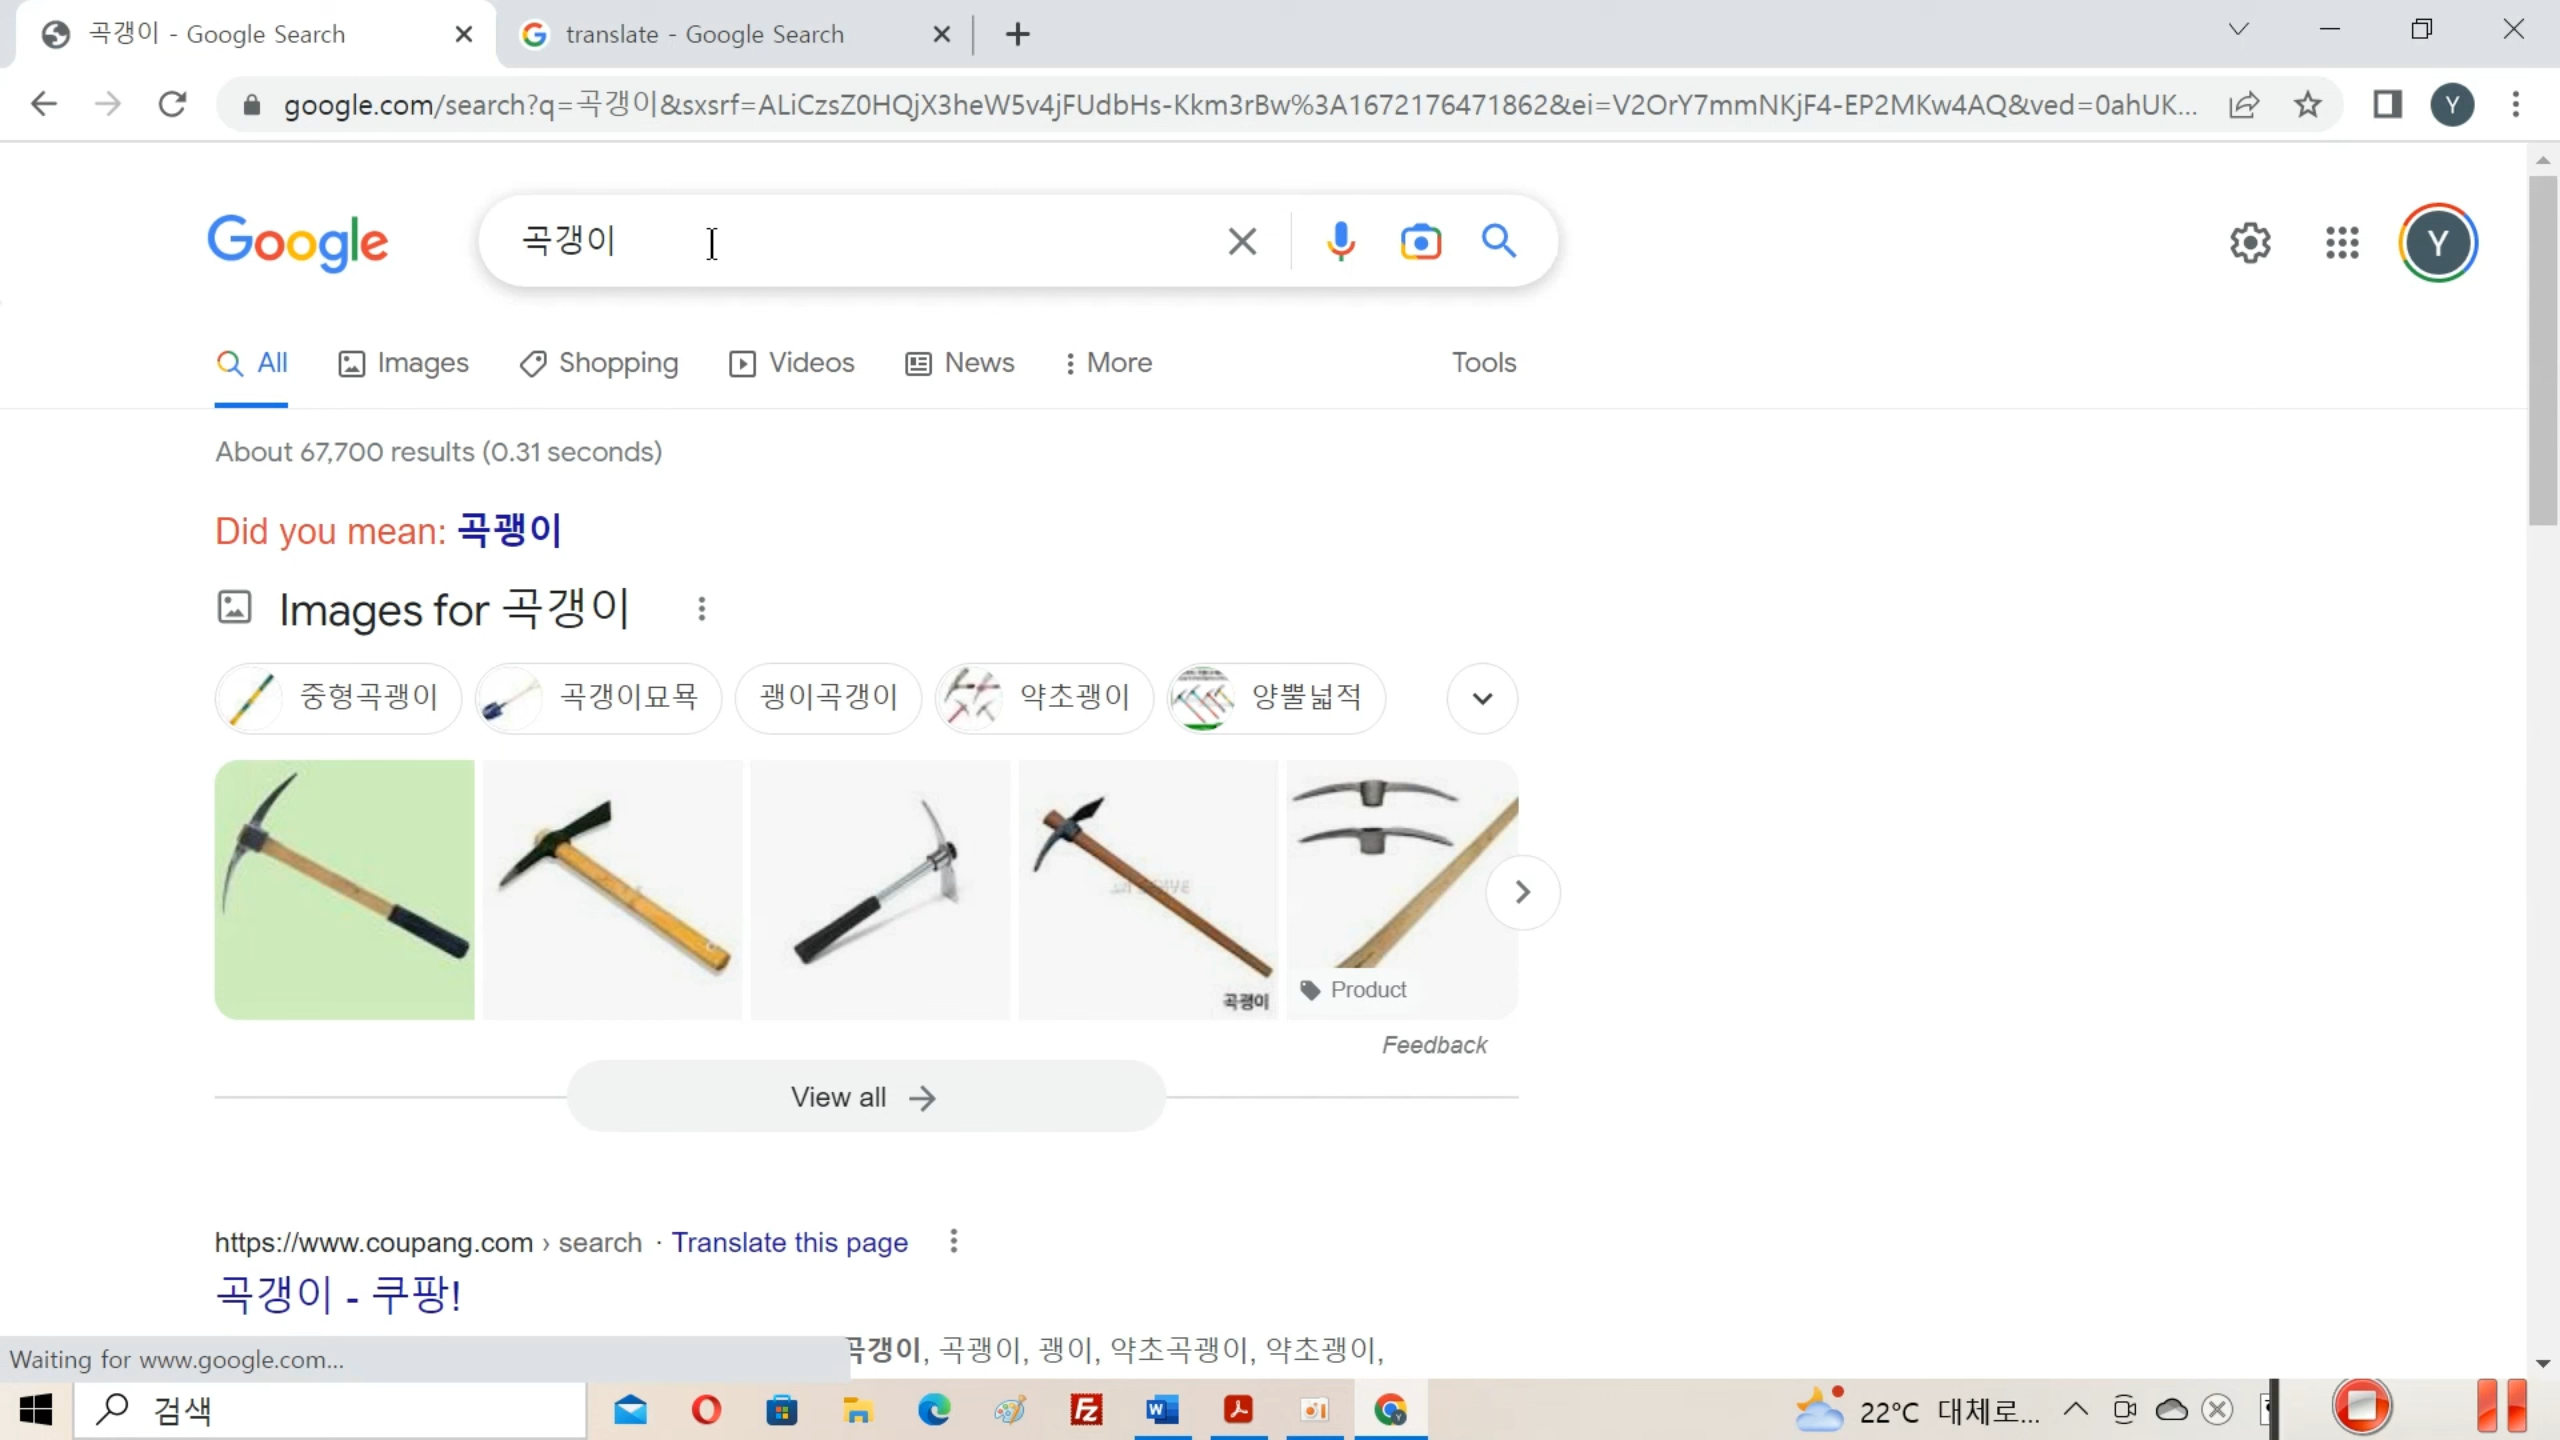 곡갱이 - Google Search
translate - Google Search
google.com/search?q=곡갱이&sxsrf=ALiCzsZ0HQjX3heW5v4jFUdbHs-Kkm3rBw%3A1672176471862&ei=V2OrY7mmNKjF4-EP2MKw4AQ&ved=0ahUK...
Y
Google
곡갱이
Y
All
Images
Shopping
Videos
News
More
Tools
About 67,700 results (0.31 seconds)
Did you mean: 곡괭이
Images for 곡갱이
중형곡괭이
곡갱이묘묙
괭이곡갱이
약초괭이
양뿔넓적
곡괭이
Product
Feedback
View all
https://www.coupang.com › search · Translate this page
곡갱이 - 쿠팡!
곡갱이, 곡괭이, 괭이, 약초곡괭이, 약초괭이,
Waiting for www.google.com...
검색
22°C 대체로...